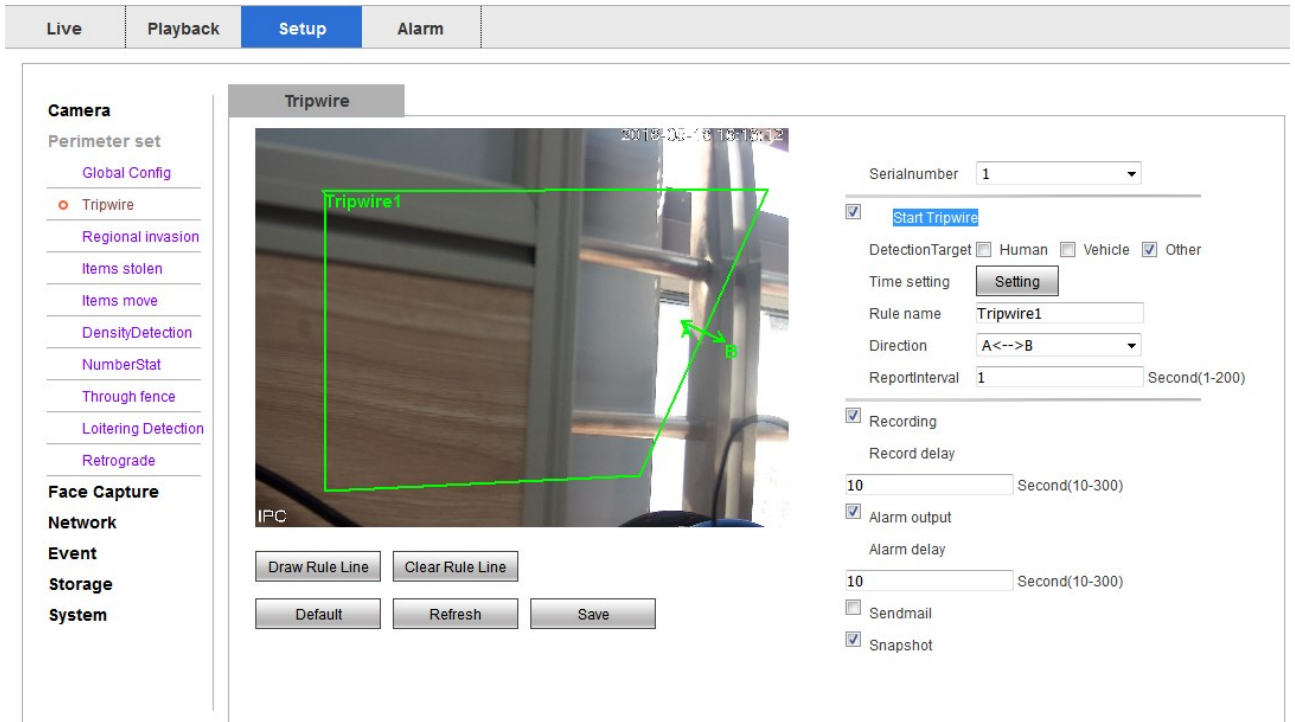 Live Playback Setup Alarm
Camera
Perimeter set
Global Config
Tripwire
Regional invasion
Items stolen
Items move
DensityDetection
NumberStat
Through fence
Loitering Detection
Retrograde
Face Capture
Network
Event
Storage
System
Tripwire
Tripwire1
A
B
IPC
Draw Rule Line Clear Rule Line
Default Refresh Save
Serialnumber 1
Start Tripwire
DetectionTarget Human Vehicle Other
Time setting Setting
Rule name Tripwire1
Direction A<-->B
ReportInterval 1 Second(1-200)
Recording
Record delay
10 Second(10-300)
Alarm output
Alarm delay
10 Second(10-300)
Sendmail
Snapshot